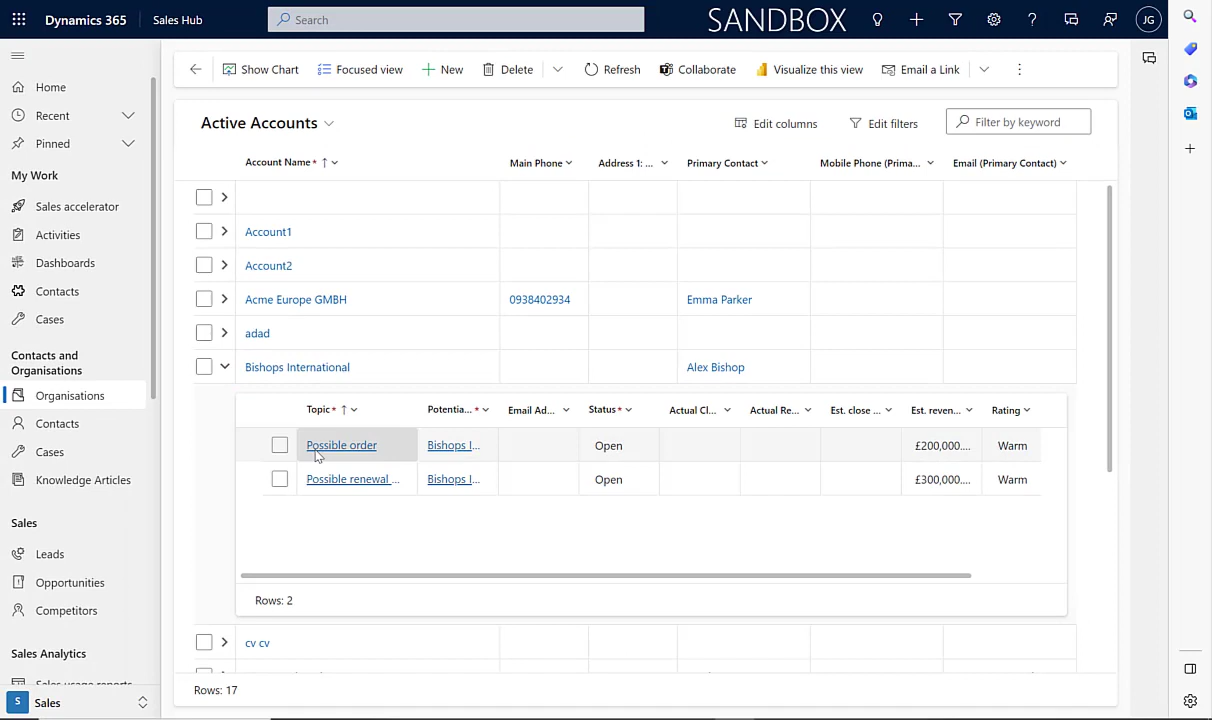 Dynamics 365
Sales Hub
Search
SANDBOX
JG
Home
Recent
Pinned
My Work
Sales accelerator
Activities
Dashboards
Contacts
Cases
Contacts and
Organisations
Organisations
Contacts
Cases
Knowledge Articles
Sales
Leads
Opportunities
Competitors
Sales Analytics
Sales usage reports
S
Sales
Show Chart
Focused view
New
Delete
Refresh
Collaborate
Visualize this view
Email a Link
Active Accounts
Edit columns
Edit filters
Filter by keyword
Account Name *
Main Phone
Address 1: ...
Primary Contact
Mobile Phone (Prima...
Email (Primary Contact)
Account1
Account2
Acme Europe GMBH 0938402934 Emma Parker
adad
Bishops International Alex Bishop
Topic * Potentia... * Email Ad... Status * Actual Cl... Actual Re... Est. close ... Est. reven... Rating
Possible order Bishops I... Open £200,000.... Warm
Possible renewal ... Bishops I... Open £300,000.... Warm
Rows: 2
cv cv
Rows: 17